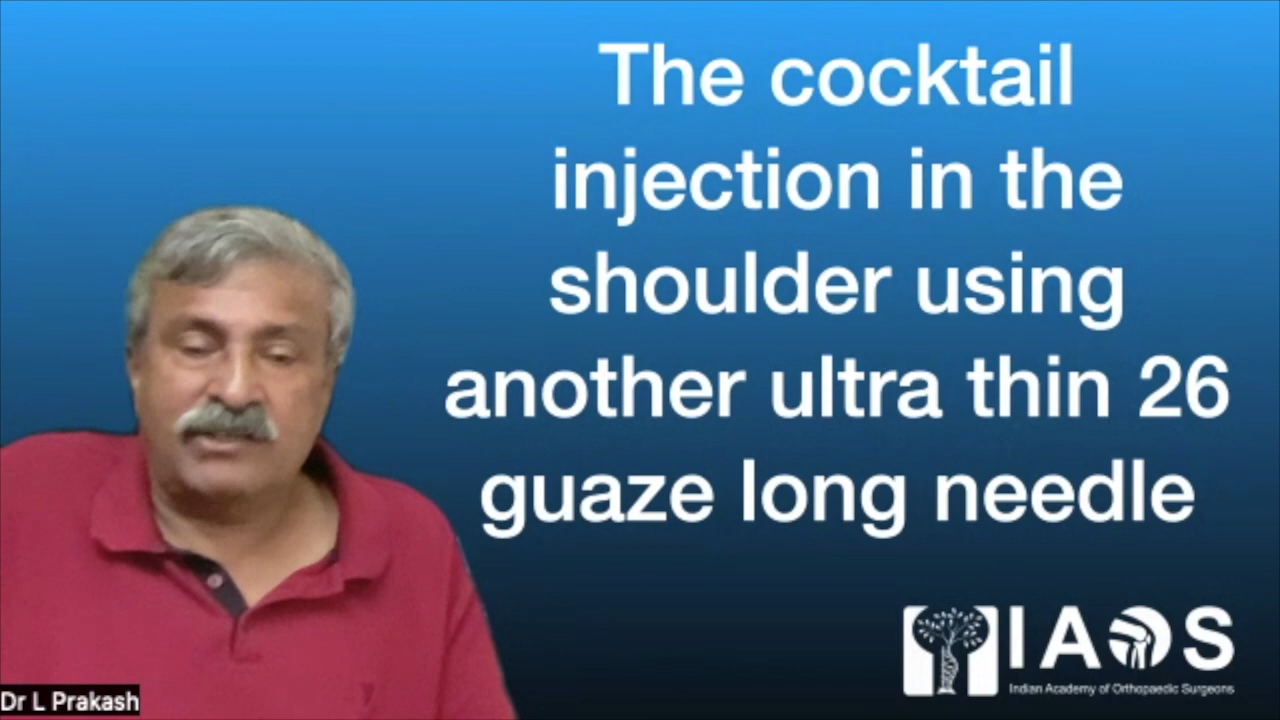 The cocktail
injection in the
shoulder using
another ultra thin 26
guaze long needle
IAOS
Indian Academy of Orthopaedic Surgeons
Dr L Prakash